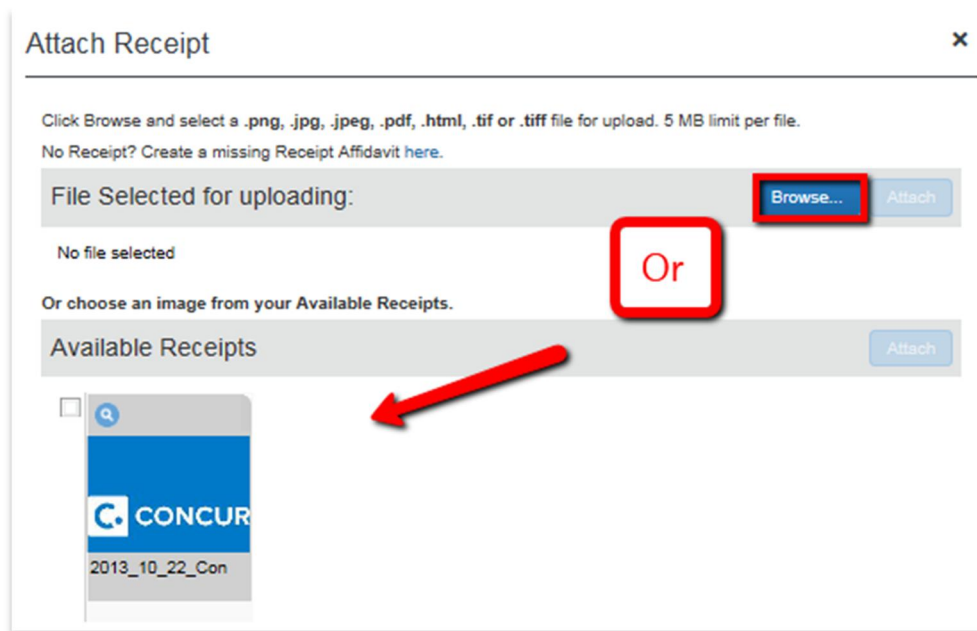 Attach Receipt
Click Browse and select a .png, .jpg, .jpeg, .pdf, .html, .tif or .tiff file for upload. 5 MB limit per file.
No Receipt? Create a missing Receipt Affidavit here.
File Selected for uploading:
Browse...
Attach
No file selected
Or
Or choose an image from your Available Receipts.
Available Receipts
Attach
C. CONCUR
2013_10_22_Con